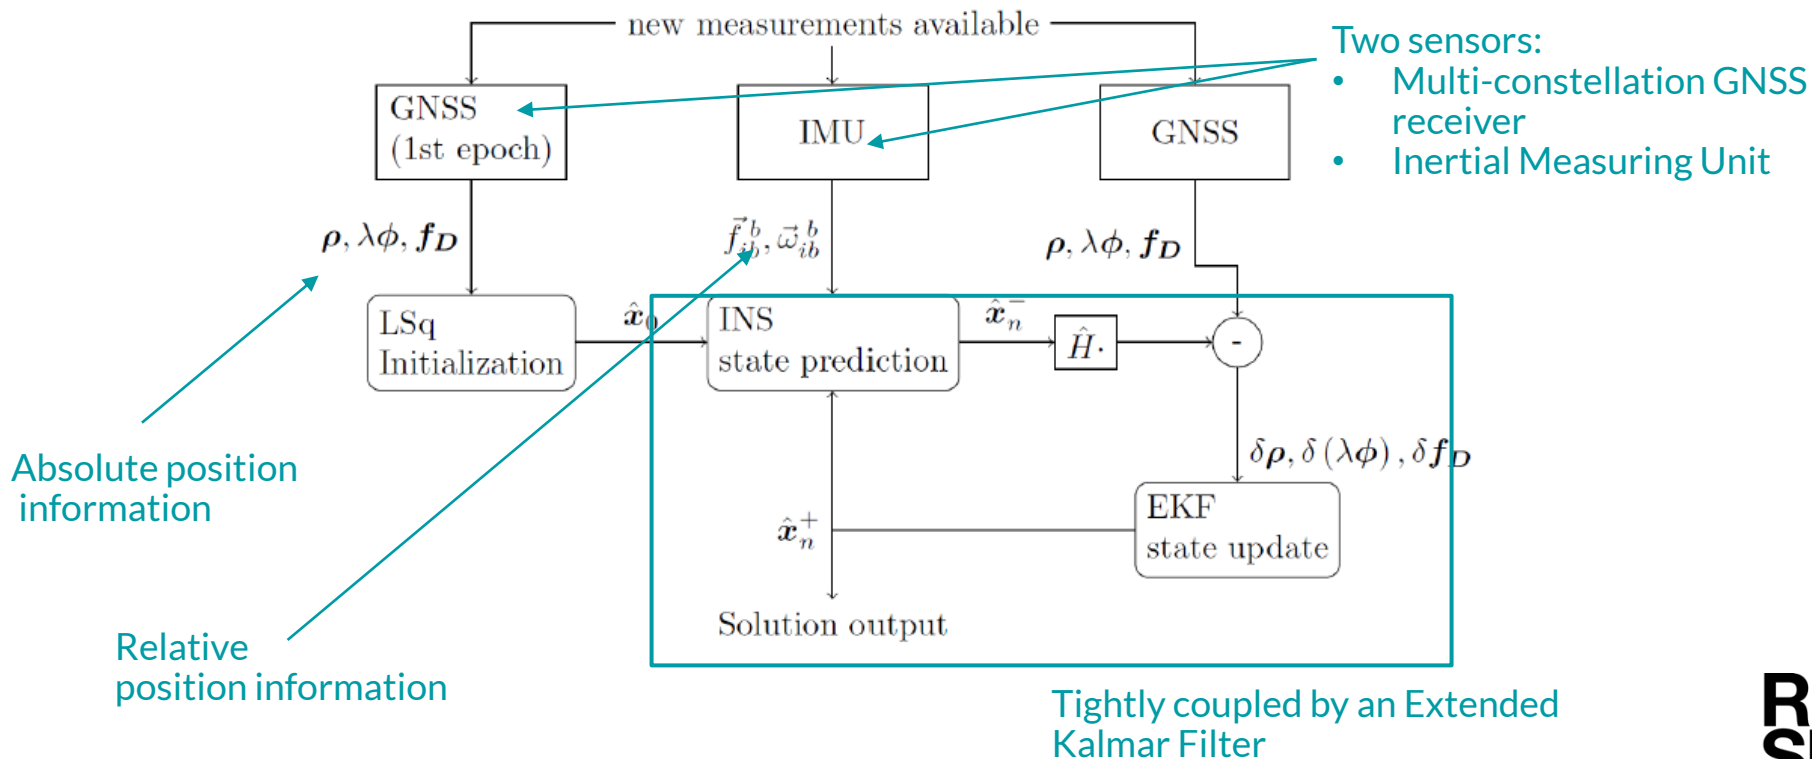 new measurements available
Two sensors:
• Multi-constellation GNSS
receiver
• Inertial Measuring Unit
GNSS
(1st epoch)
IMU
GNSS
ρ, λϕ, f_D
f⃗_ib^b, ω⃗_ib^b
ρ, λϕ, f_D
LSq
Initialization
x̂_0
INS
state prediction
x̂_n^−
Ĥ·
-
δρ, δ(λϕ), δf_D
Absolute position
information
EKF
state update
x̂_n^+
Solution output
Relative
position information
Tightly coupled by an Extended
Kalmar Filter
R